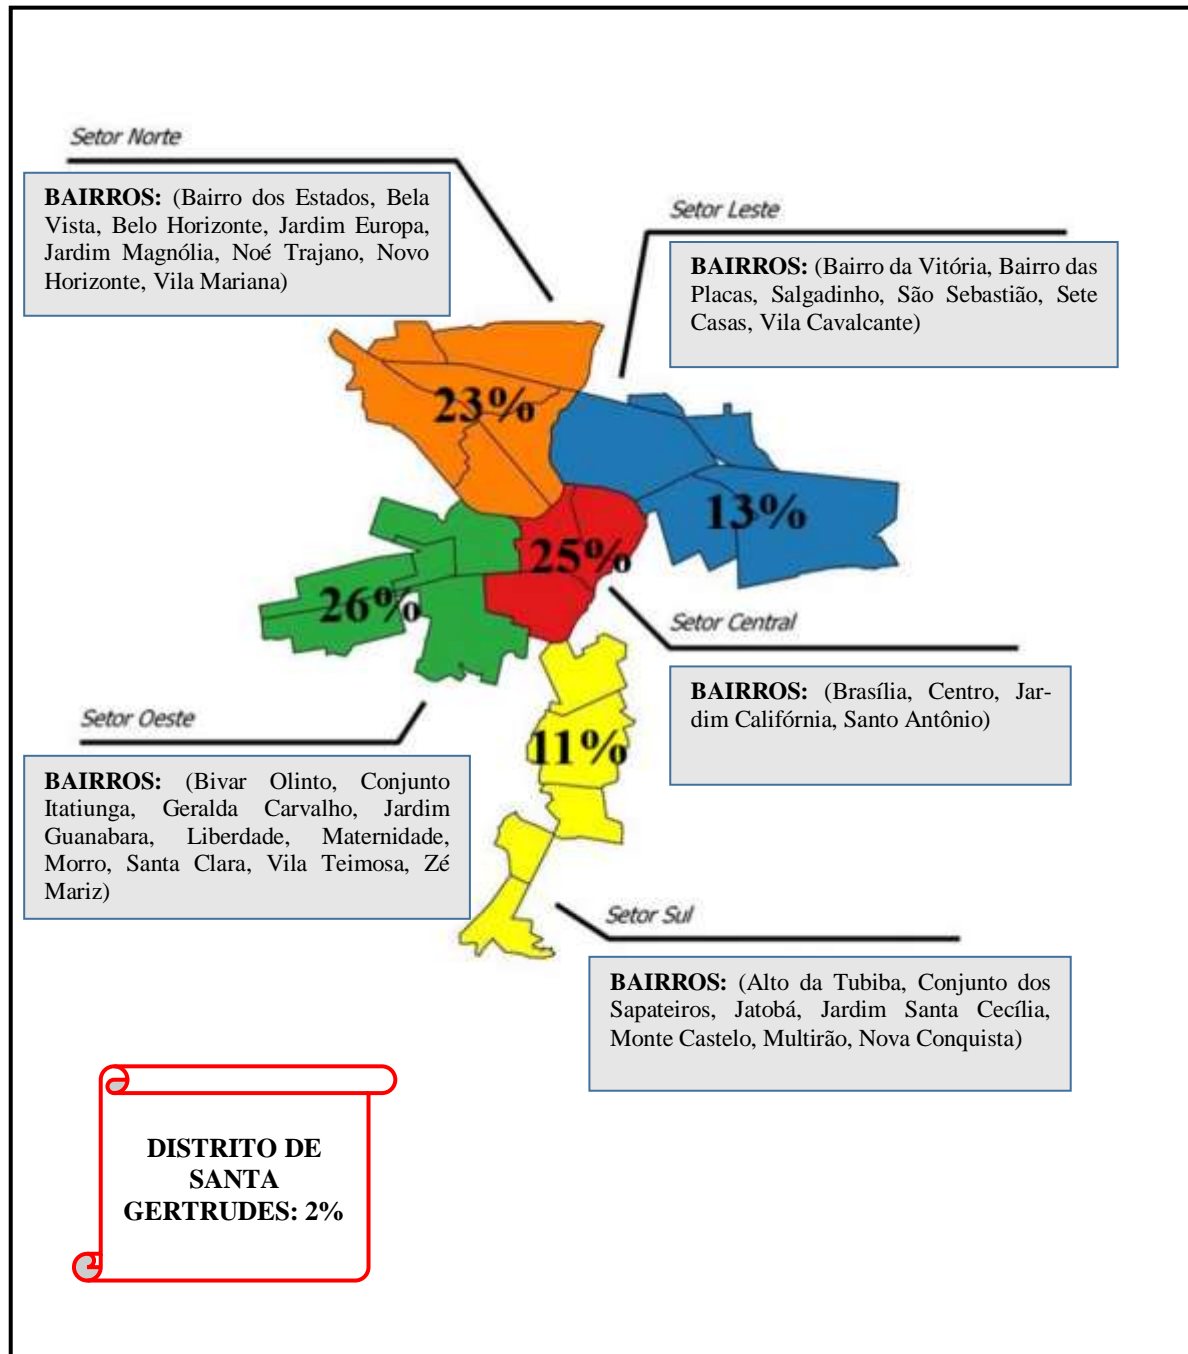 Setor Norte
BAIRROS: (Bairro dos Estados, Bela
Vista, Belo Horizonte, Jardim Europa,
Jardim Magnólia, Noé Trajano, Novo
Horizonte, Vila Mariana)
Setor Leste
BAIRROS: (Bairro da Vitória, Bairro das
Placas, Salgadinho, São Sebastião, Sete
Casas, Vila Cavalcante)
23%
13%
25%
26%
Setor Central
BAIRROS: (Brasília, Centro, Jar-
dim Califórnia, Santo Antônio)
Setor Oeste
BAIRROS: (Bivar Olinto, Conjunto
Itatiunga, Geralda Carvalho, Jardim
Guanabara, Liberdade, Maternidade,
Morro, Santa Clara, Vila Teimosa, Zé
Mariz)
11%
Setor Sul
BAIRROS: (Alto da Tubiba, Conjunto dos
Sapateiros, Jatobá, Jardim Santa Cecília,
Monte Castelo, Multirão, Nova Conquista)
DISTRITO DE
SANTA
GERTRUDES: 2%